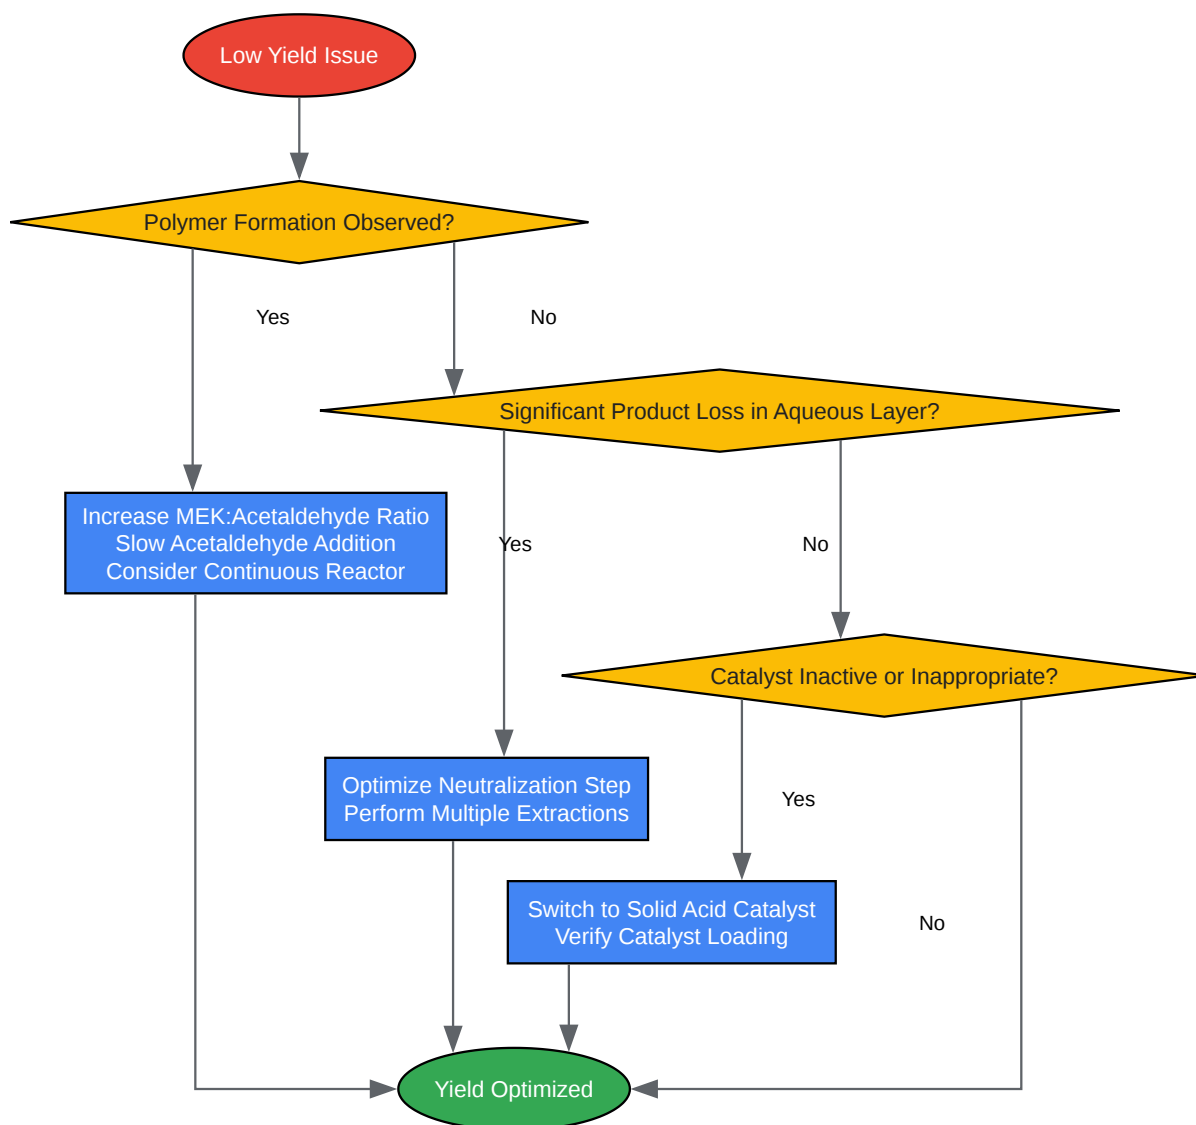 Low Yield Issue
Polymer Formation Observed?
Yes
No
Significant Product Loss in Aqueous Layer?
Increase MEK:Acetaldehyde Ratio
Slow Acetaldehyde Addition
Consider Continuous Reactor
Yes
No
Catalyst Inactive or Inappropriate?
Optimize Neutralization Step
Perform Multiple Extractions
Yes
Switch to Solid Acid Catalyst
Verify Catalyst Loading
No
Yield Optimized